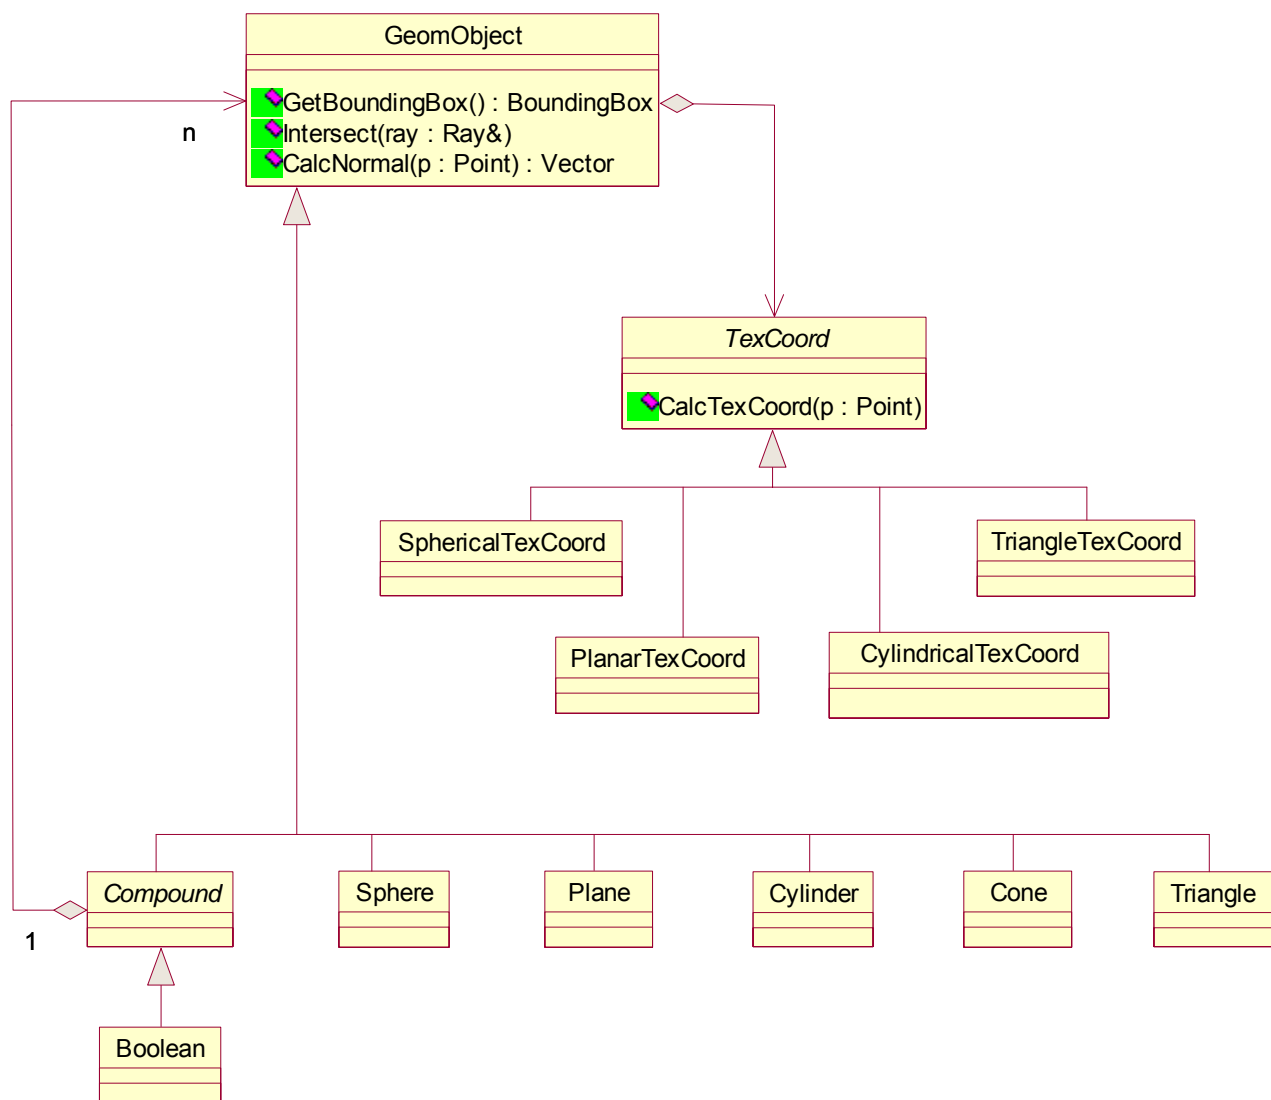 GeomObject
GetBoundingBox() : BoundingBox
Intersect(ray : Ray&)
CalcNormal(p : Point) : Vector
n
TexCoord
CalcTexCoord(p : Point)
SphericalTexCoord
TriangleTexCoord
PlanarTexCoord
CylindricalTexCoord
Compound
Sphere
Plane
Cylinder
Cone
Triangle
1
Boolean